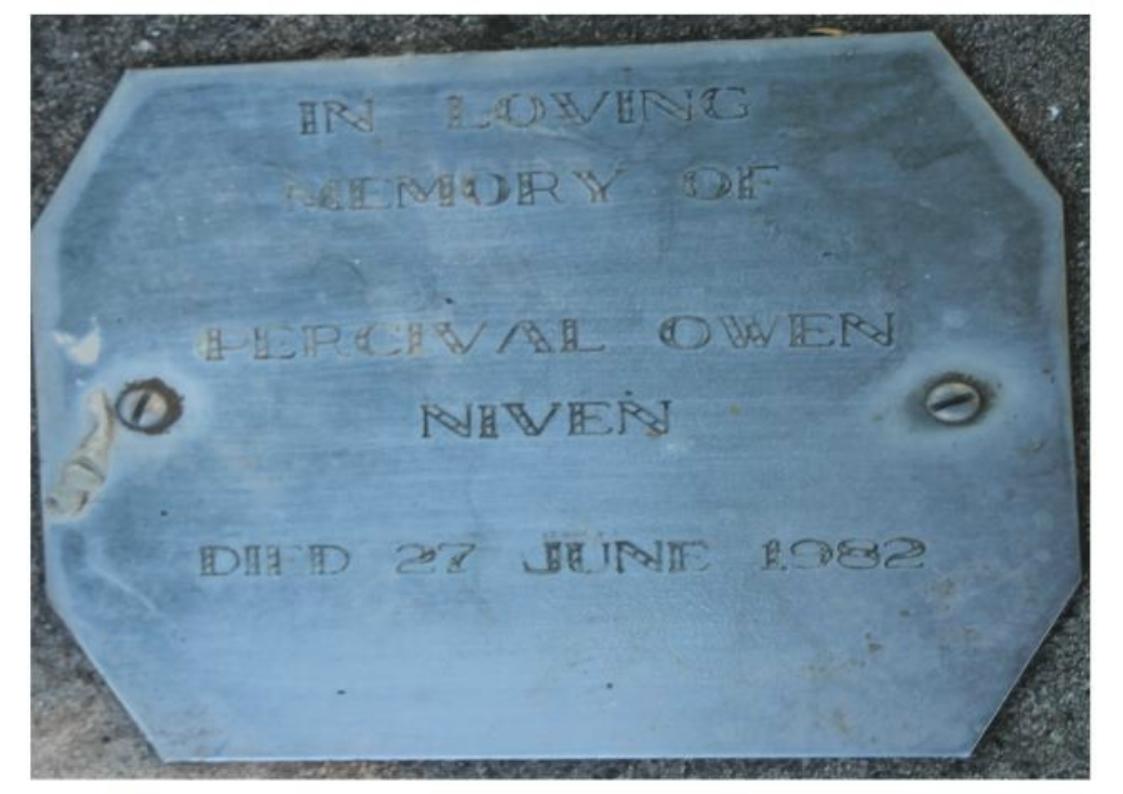 IN LOVING
MEMORY OF
PERCIVAL OWEN
NIVEN
DIED 27 JUNE 1982